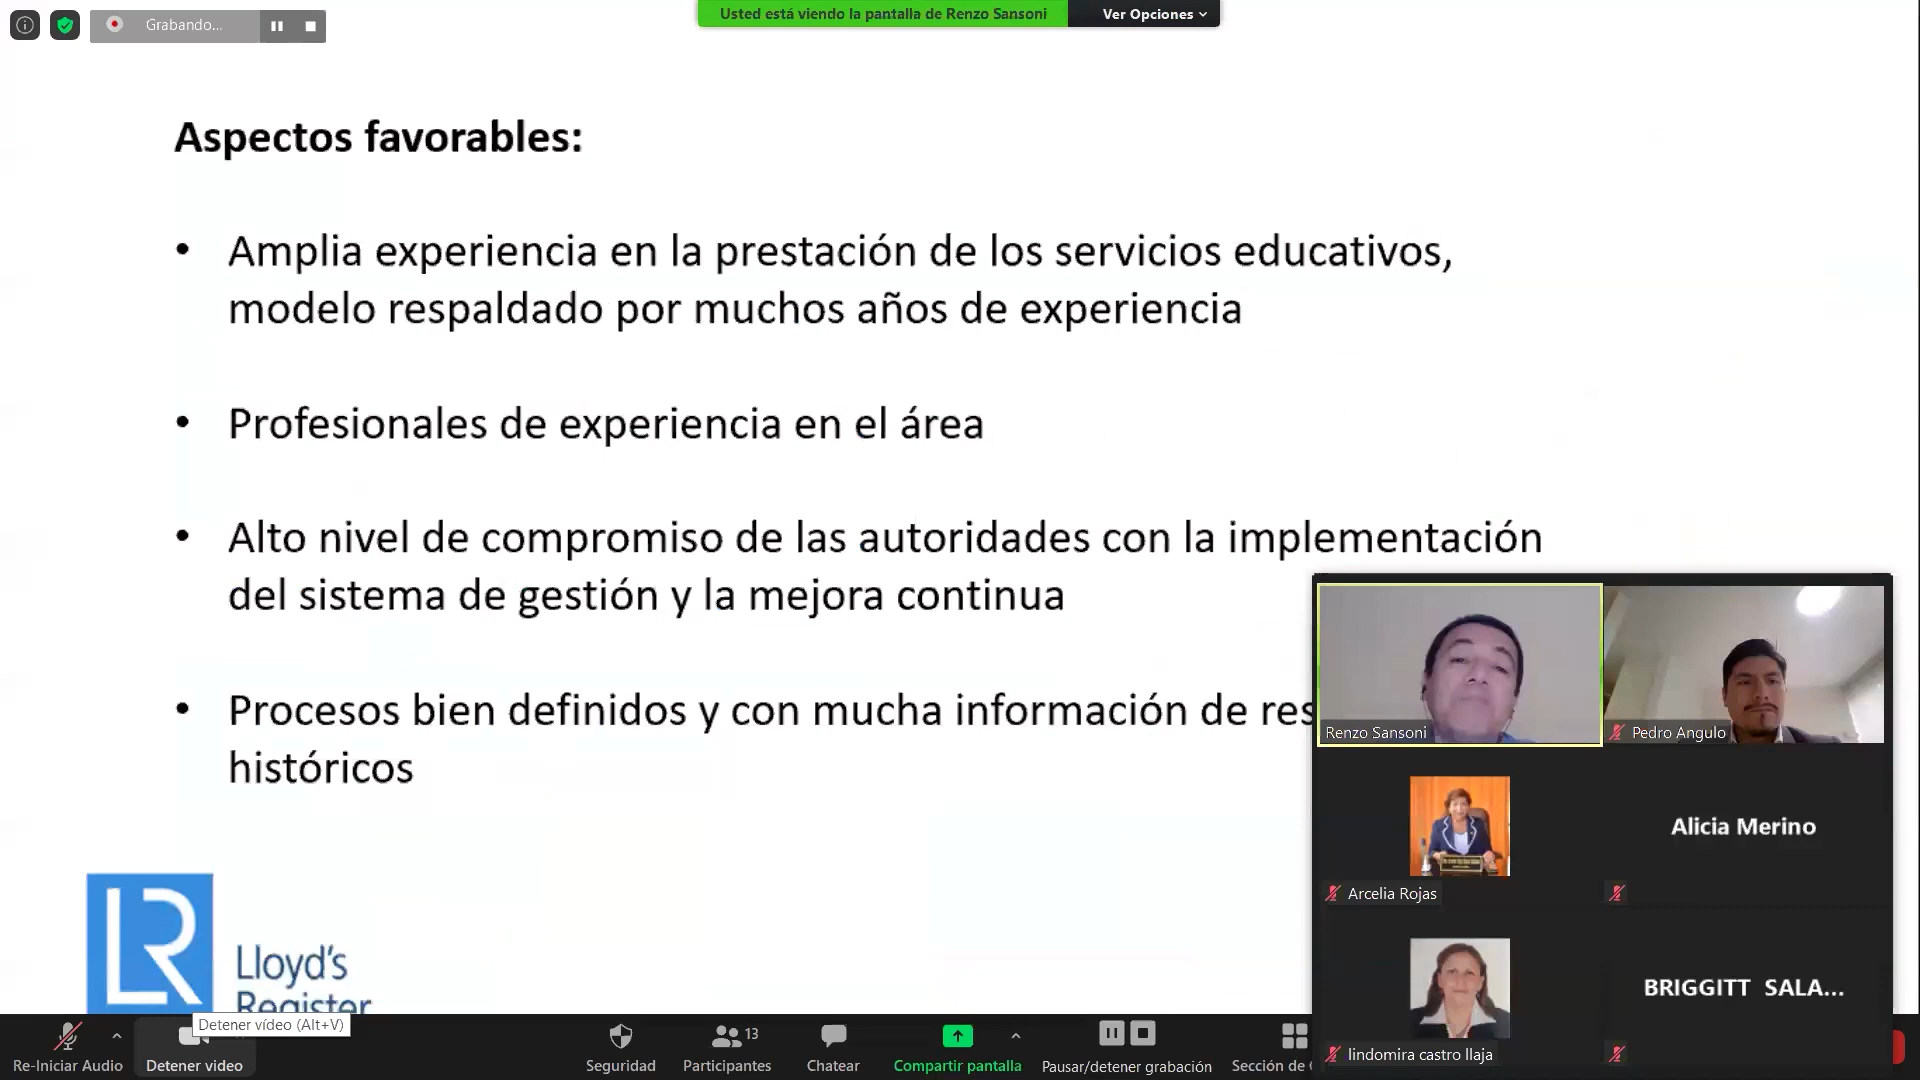 Grabando...
Usted está viendo la pantalla de Renzo Sansoni
Ver Opciones
Aspectos favorables:
• Amplia experiencia en la prestación de los servicios educativos,
modelo respaldado por muchos años de experiencia
• Profesionales de experiencia en el área
• Alto nivel de compromiso de las autoridades con la implementación
del sistema de gestión y la mejora continua
• Procesos bien definidos y con mucha información de
históricos
LR
Lloyd's
Register
Renzo Sansoni
Pedro Angulo
Arcelia Rojas
Alicia Merino
lindomira castro llaja
BRIGGITT SALA...
Detener vídeo (Alt+V)
Re-Iniciar Audio
Detener video
Seguridad
13
Participantes
Chatear
Compartir pantalla
Pausar/detener grabación
Sección de